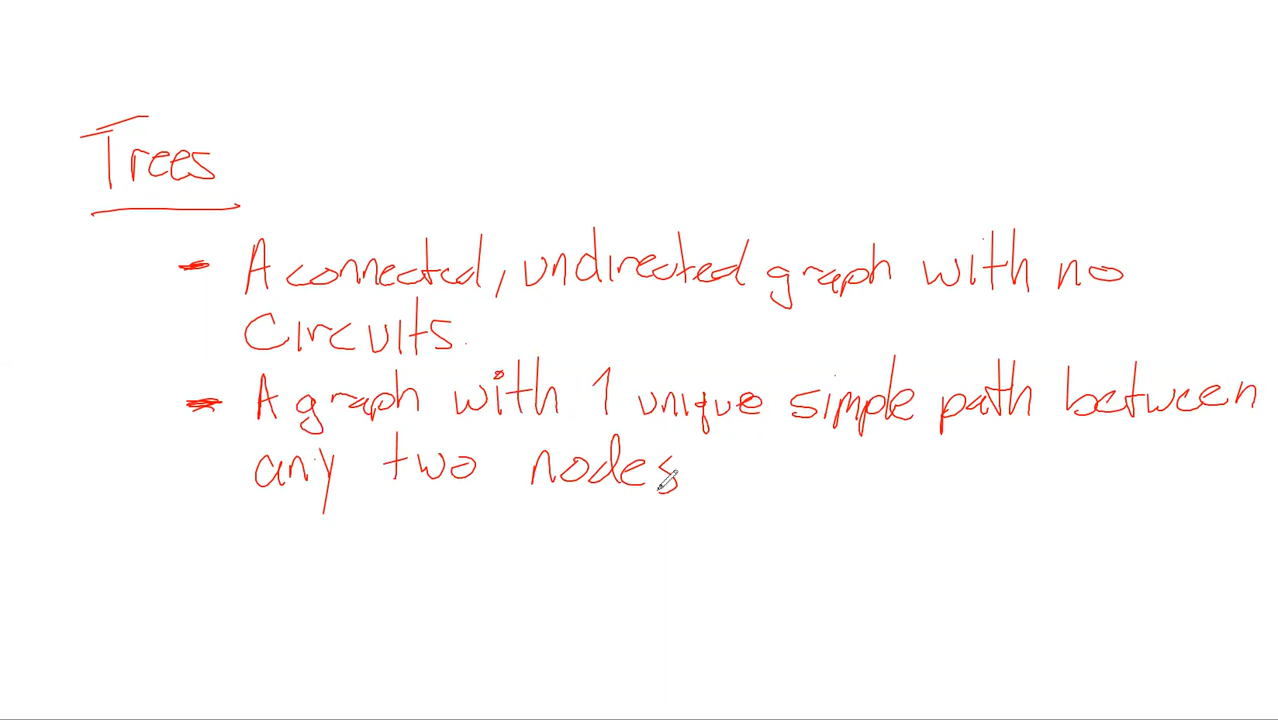 Trees
- A connected, undirected graph with no
Circuits.
- A graph with 1 unique simple path between
any two nodes